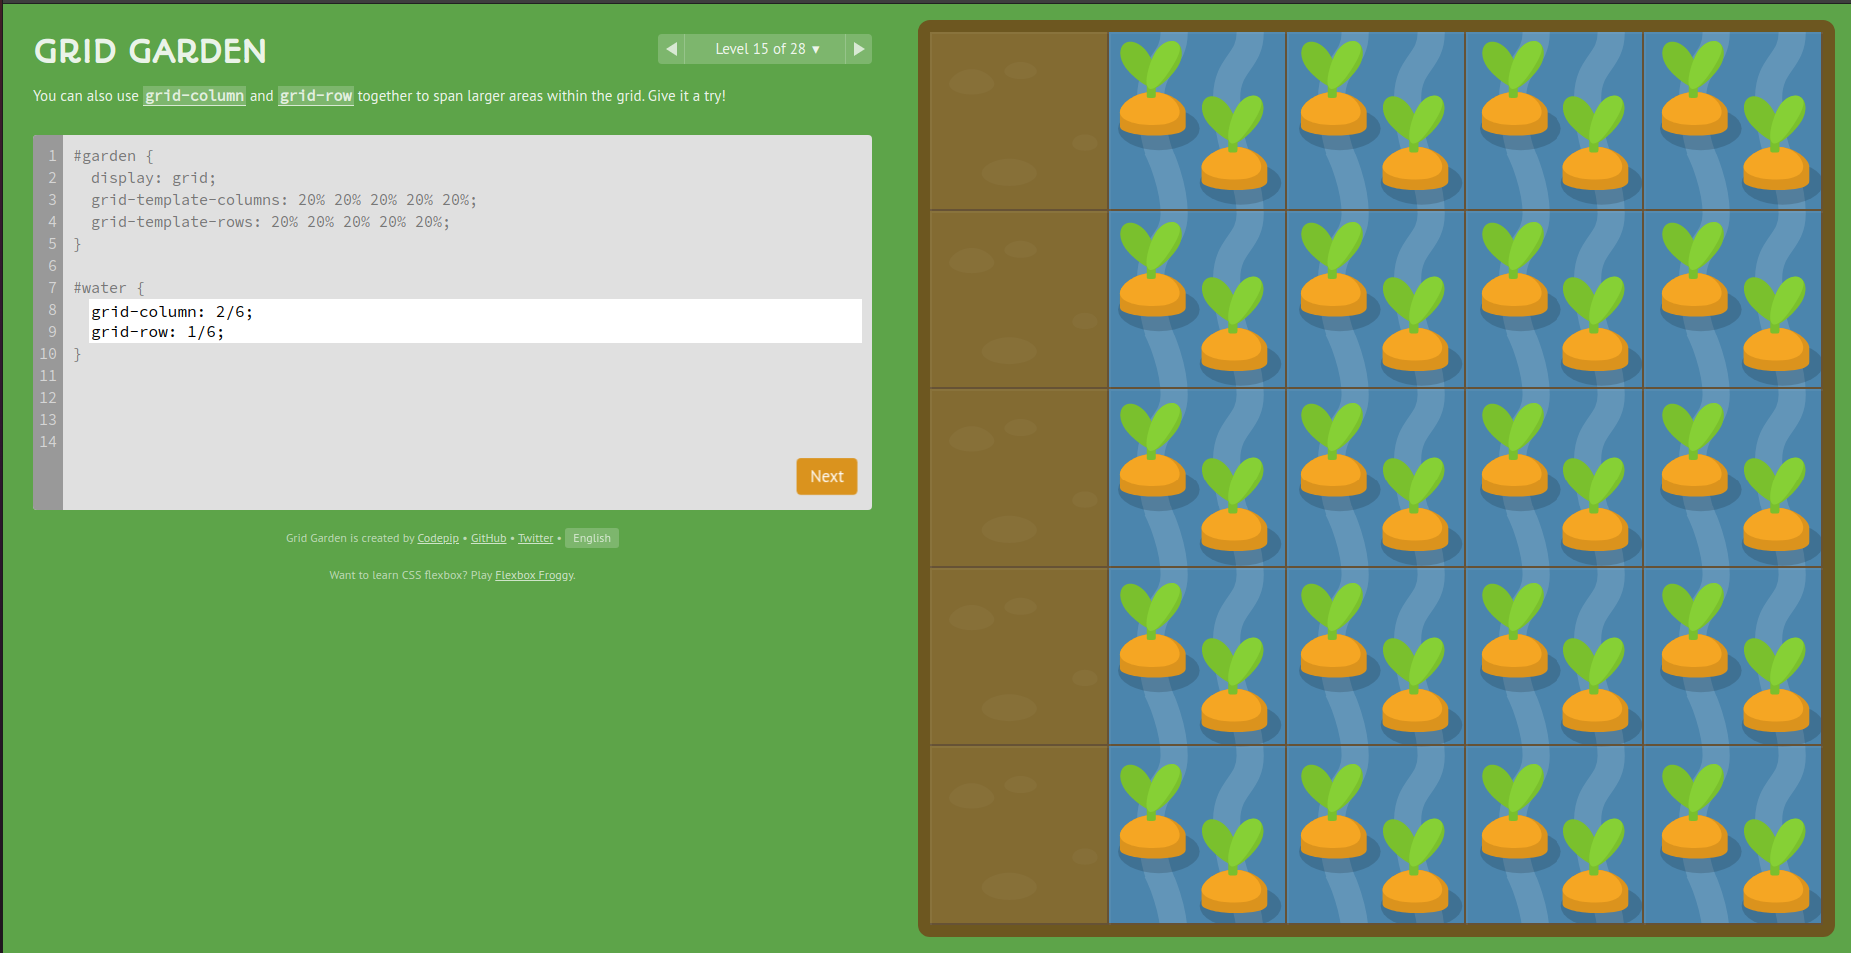 GRID GARDEN
◀ Level 15 of 28 ▾ ▶
You can also use grid-column and grid-row together to span larger areas within the grid. Give it a try!
1 #garden {
2 display: grid;
3 grid-template-columns: 20% 20% 20% 20% 20%;
4 grid-template-rows: 20% 20% 20% 20% 20%;
5 }
6
7 #water {
8 grid-column: 2/6;
9 grid-row: 1/6;
10 }
11
12
13
14
Next
Grid Garden is created by Codepip • GitHub • Twitter • English
Want to learn CSS flexbox? Play Flexbox Froggy.